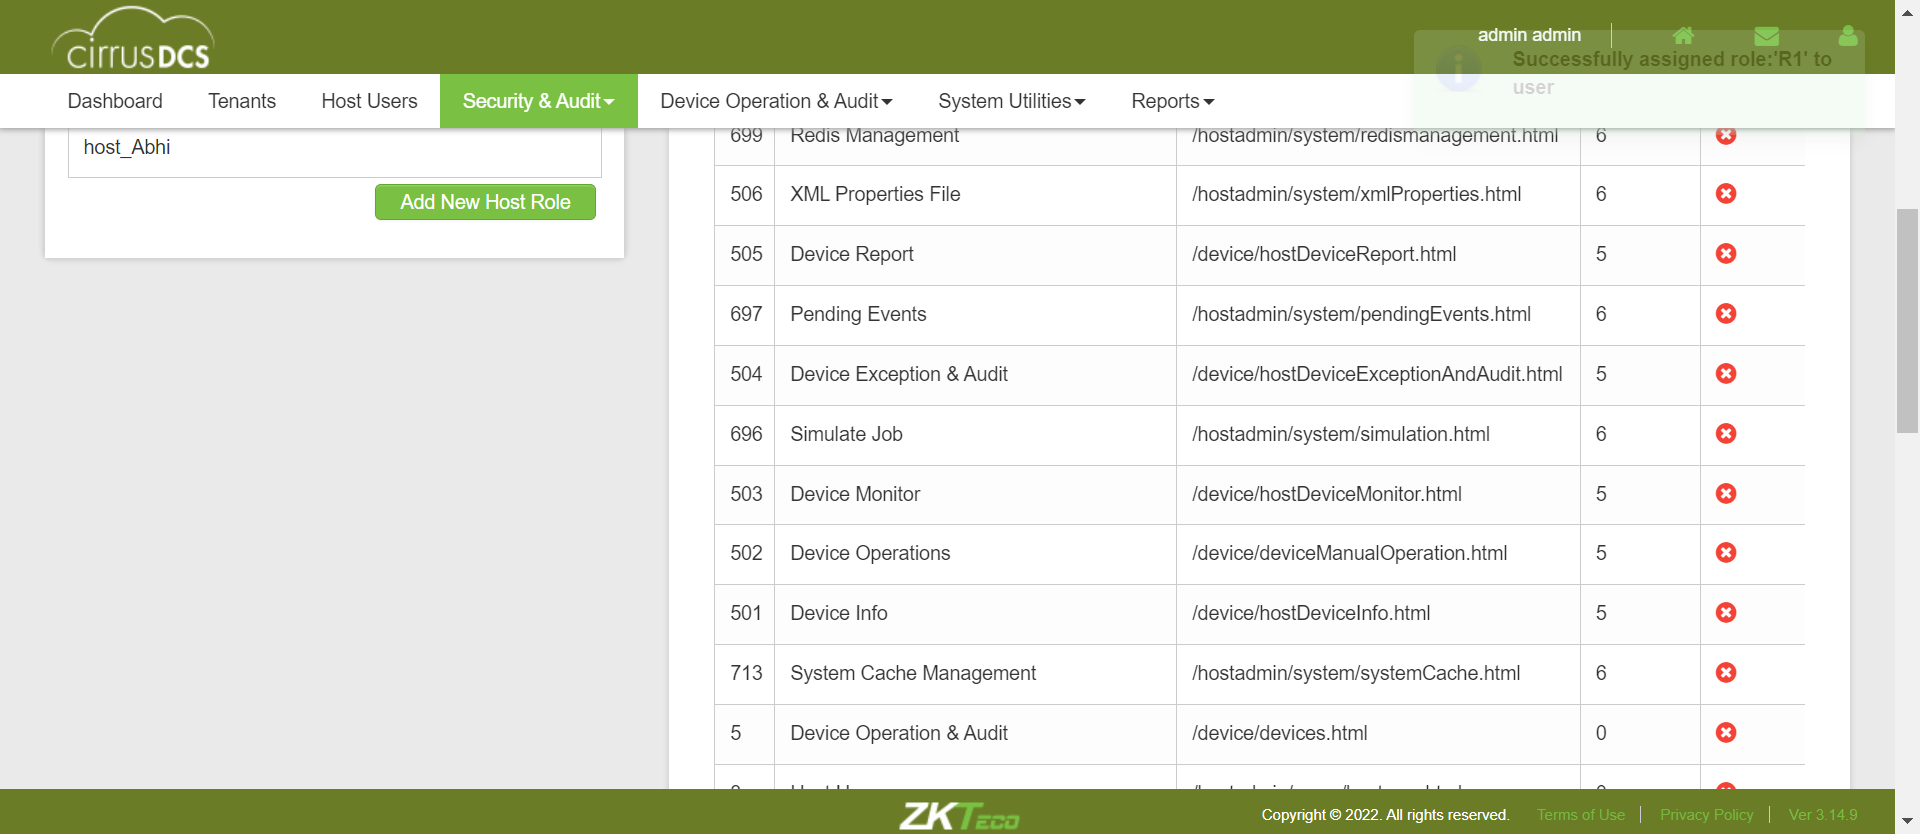 cirrusDCS
admin admin
Successfully assigned role:'R1' to
user
Dashboard Tenants Host Users Security & Audit Device Operation & Audit System Utilities Reports
host_Abhi
Add New Host Role
699 Redis Management /hostadmin/system/redismanagement.html 6
506 XML Properties File /hostadmin/system/xmlProperties.html 6
505 Device Report /device/hostDeviceReport.html 5
697 Pending Events /hostadmin/system/pendingEvents.html 6
504 Device Exception & Audit /device/hostDeviceExceptionAndAudit.html 5
696 Simulate Job /hostadmin/system/simulation.html 6
503 Device Monitor /device/hostDeviceMonitor.html 5
502 Device Operations /device/deviceManualOperation.html 5
501 Device Info /device/hostDeviceInfo.html 5
713 System Cache Management /hostadmin/system/systemCache.html 6
5 Device Operation & Audit /device/devices.html 0
ZKTeco
Copyright © 2022. All rights reserved. Terms of Use Privacy Policy Ver 3.14.9